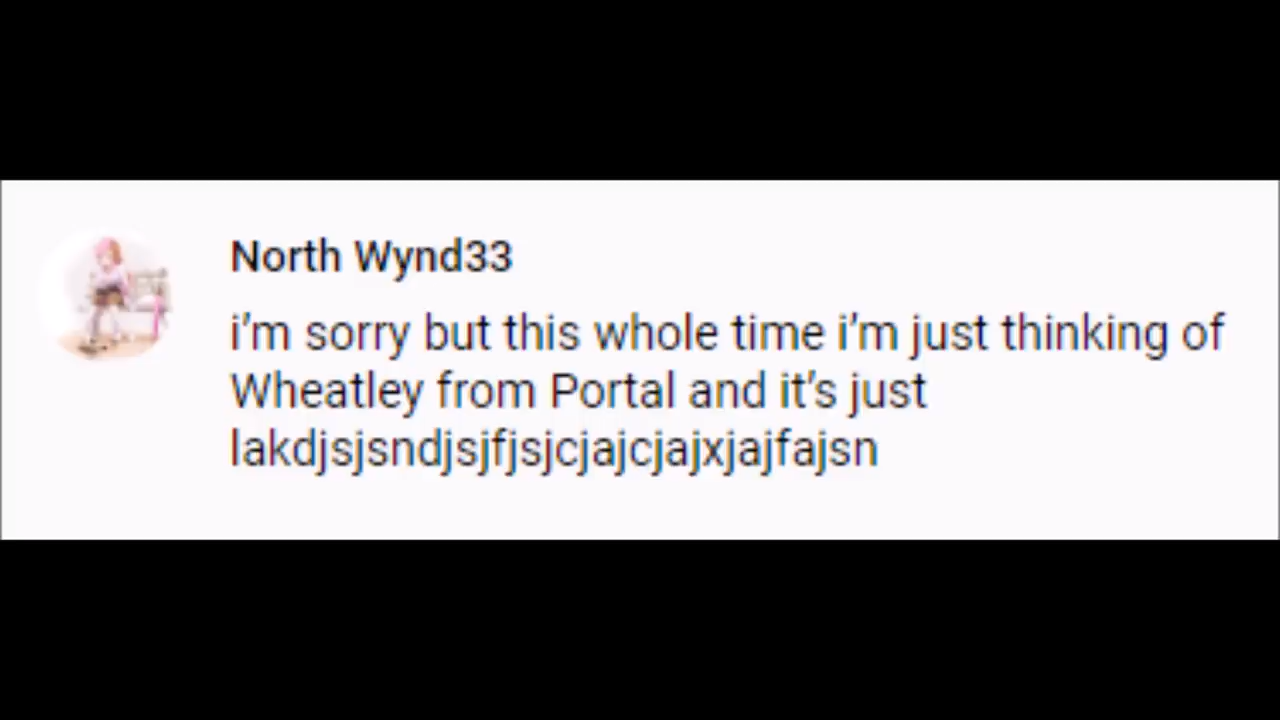 North Wynd33
i'm sorry but this whole time i'm just thinking of
Wheatley from Portal and it's just
lakdjsjsndjsjfjsjcjajcjajxjajfajsn